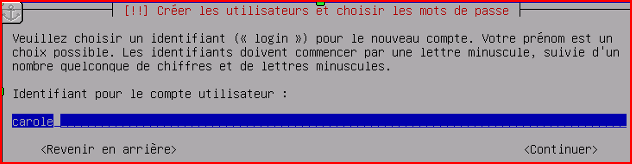 [!!] Créer les utilisateurs et choisir les mots de passe
Veuillez choisir un identifiant (« login ») pour le nouveau compte. Votre prénom est un
choix possible. Les identifiants doivent commencer par une lettre minuscule, suivie d'un
nombre quelconque de chiffres et de lettres minuscules.
Identifiant pour le compte utilisateur :
carole
<Revenir en arrière> <Continuer>